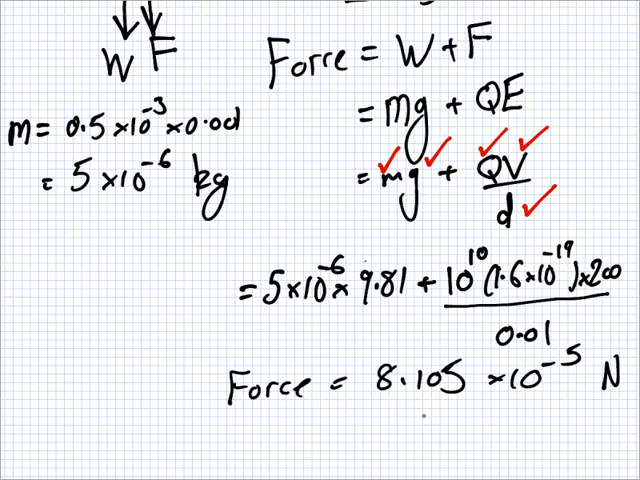 W F
Force = W + F
= mg + QE
m = 0.5 × 10⁻³ × 0.001
= mg + QV/d
= 5 × 10⁻⁶ kg
= 5×10⁻⁶ × 9.81 + 10¹⁰ (1.6 × 10⁻¹⁹) × 200 / 0.01
Force = 8.105 × 10⁻⁵ N